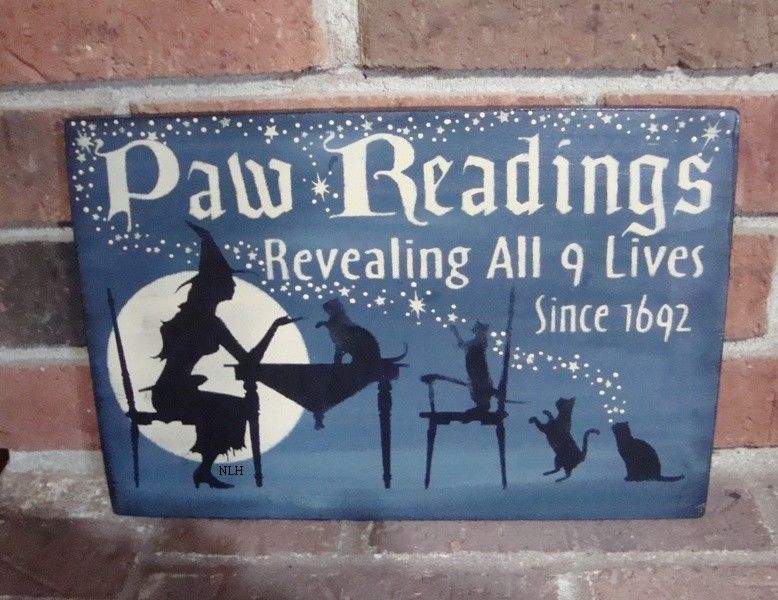 Paw Readings
Revealing All 9 Lives
Since 1692
NLH